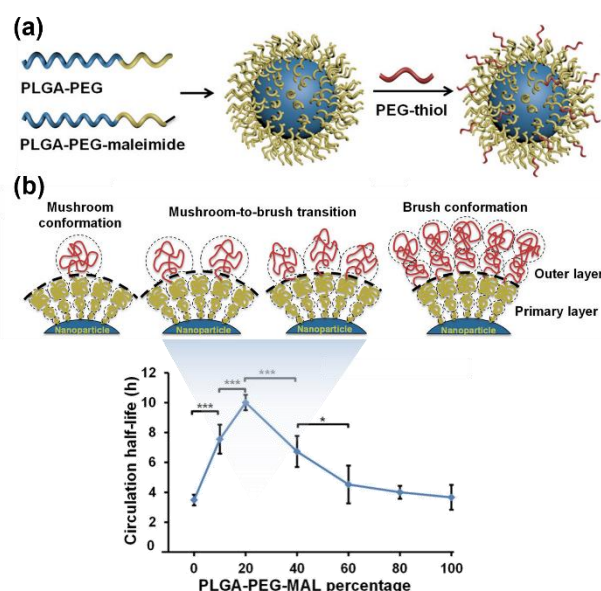 (a)
PLGA-PEG
PLGA-PEG-maleimide
PEG-thiol
(b)
Mushroom
conformation
Mushroom-to-brush transition
Brush conformation
Outer layer
Primary layer
Nanoparticle
Nanoparticle
Nanoparticle
Nanoparticle
Circulation half-life (h)
12
10
8
6
4
2
0
***
***
***
*
0 20 40 60 80 100
PLGA-PEG-MAL percentage